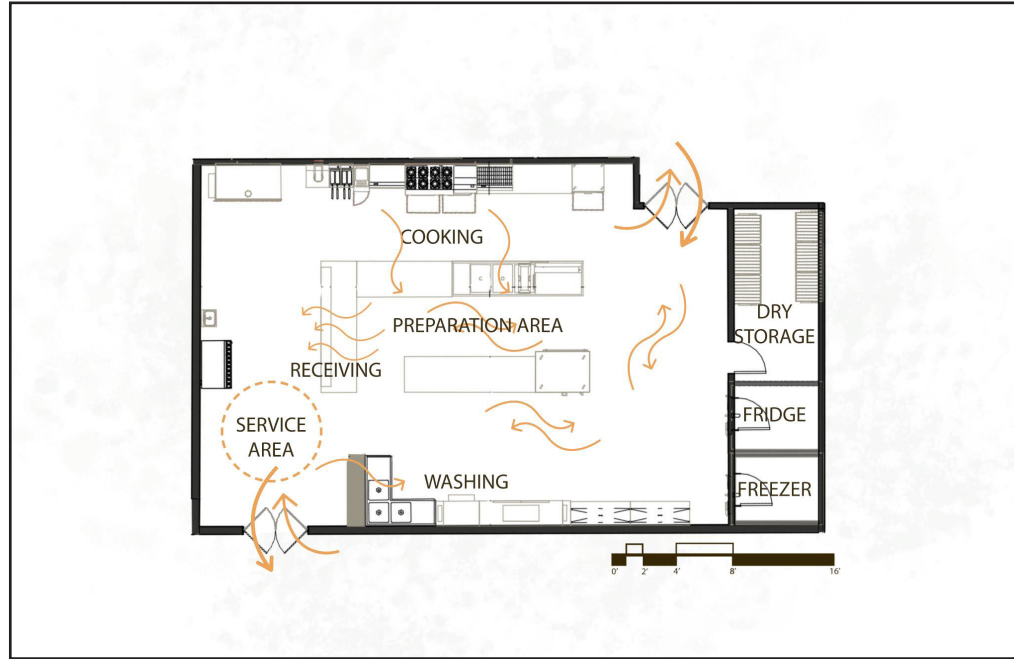 COOKING
PREPARATION AREA
DRY
STORAGE
RECEIVING
SERVICE
AREA
FRIDGE
WASHING
FREEZER
0' 2' 4' 8' 16'